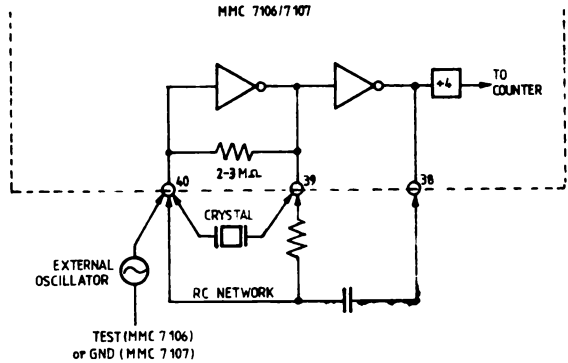 MMC 7106/7107
÷4
TO
COUNTER
2-3 MΩ
40
39
38
CRYSTAL
EXTERNAL
OSCILLATOR
RC NETWORK
TEST (MMC 7106)
or GND (MMC 7107)